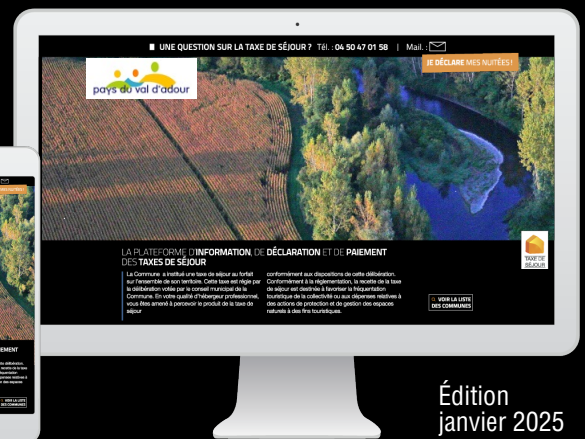 UNE QUESTION SUR LA TAXE DE SÉJOUR ? Tél. : 04 50 47 01 58 | Mail. :
JE DÉCLARE MES NUITÉES !
pays du val d'adour
TAXE DE
SÉJOUR
LA PLATEFORME D'INFORMATION, DE DÉCLARATION ET DE PAIEMENT
DES TAXES DE SÉJOUR
La Commune a institué une taxe de séjour au forfait
sur l'ensemble de son territoire. Cette taxe est régie par
la délibération votée par le conseil municipal de la
Commune. En votre qualité d'hébergeur professionnel,
vous êtes amené à percevoir le produit de la taxe de
séjour
conformément aux dispositions de cette délibération.
Conformément à la réglementation, la recette de la taxe
de séjour est destinée à favoriser la fréquentation
touristique de la collectivité ou aux dépenses relatives à
des actions de protection et de gestion des espaces
naturels à des fins touristiques.
VOIR LA LISTE
DES COMMUNES
IEMENT
VOIR LA LISTE
DES COMMUNES
Édition
janvier 2025